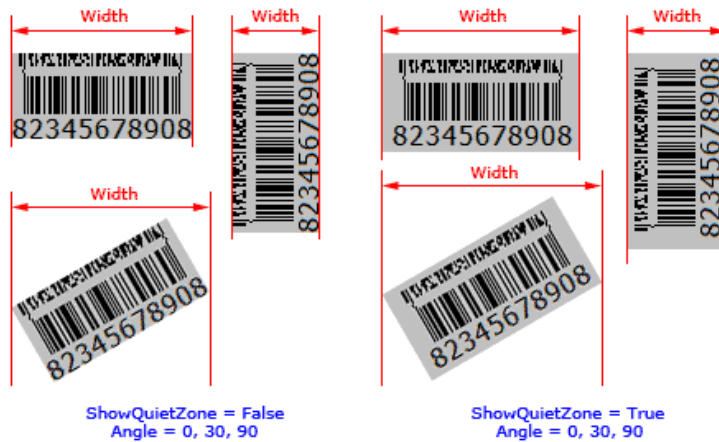 Width
Width
Width
Width
82345678908
82345678908
82345678908
82345678908
Width
Width
82345678908
82345678908
ShowQuietZone = False
Angle = 0, 30, 90
ShowQuietZone = True
Angle = 0, 30, 90